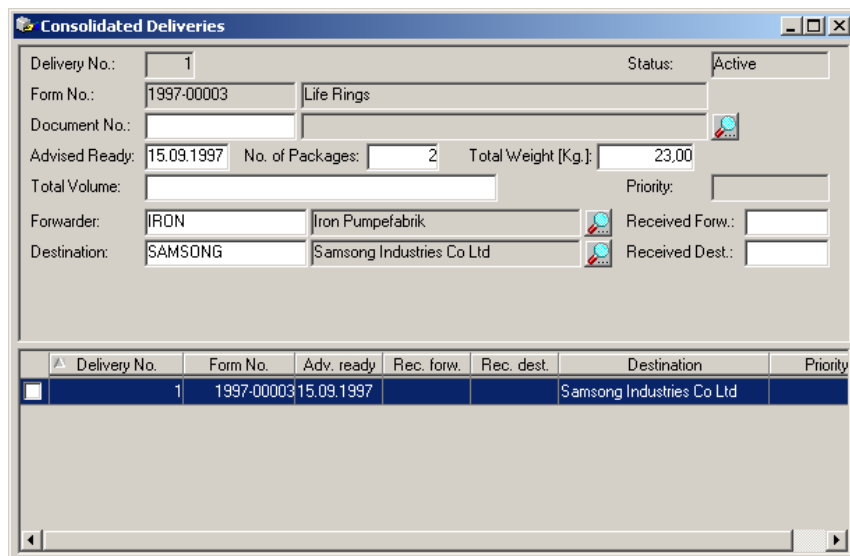 Consolidated Deliveries
Delivery No.: 1 Status: Active
Form No.: 1997-00003 Life Rings
Document No.:
Advised Ready: 15.09.1997 No. of Packages: 2 Total Weight [Kg.]: 23,00
Total Volume: Priority:
Forwarder: IRON Iron Pumpefabrik Received Forw.:
Destination: SAMSONG Samsong Industries Co Ltd Received Dest.:
Delivery No. Form No. Adv. ready Rec. forw. Rec. dest. Destination Priority
1 1997-00003 15.09.1997 Samsong Industries Co Ltd